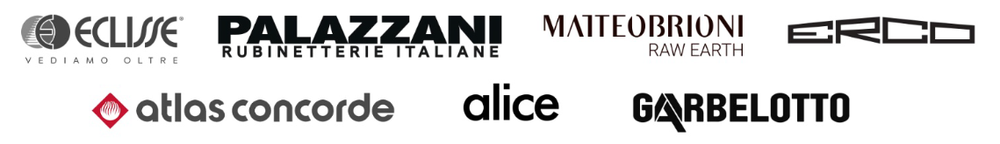 ECLISSE®
VEDIAMO OLTRE
PALAZZANI
RUBINETTERIE ITALIANE
MATTEOBRIONI
RAW EARTH
ERCO
atlas concorde
alice
GARBELOTTO